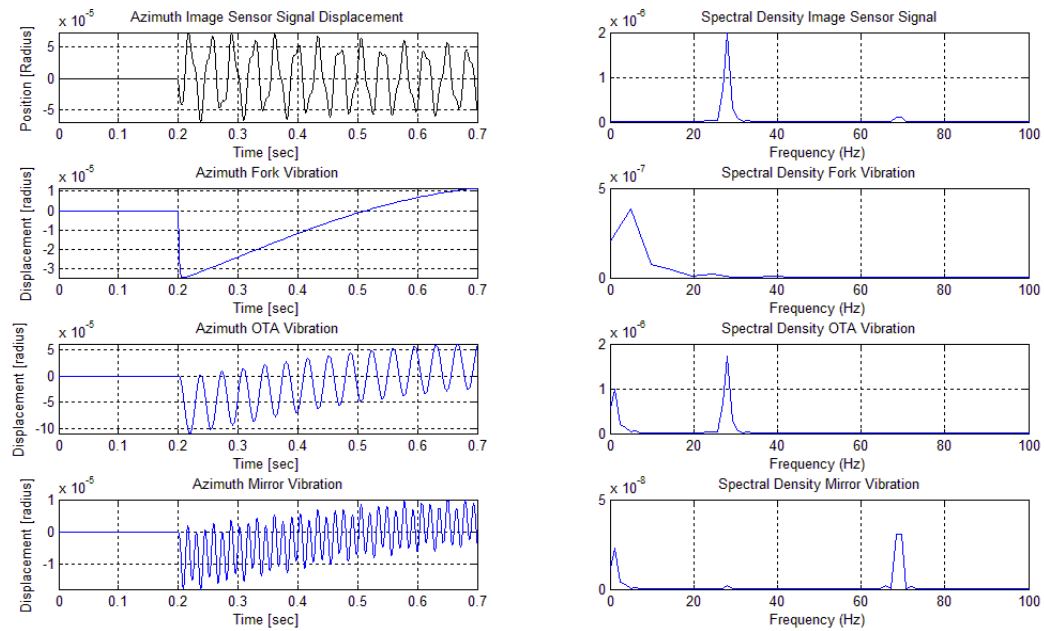 Azimuth Image Sensor Signal Displacement
x 10^-5
Position [Radius]
5
0
-5
0 0.1 0.2 0.3 0.4 0.5 0.6 0.7
Time [sec]
Spectral Density Image Sensor Signal
x 10^-6
2
1
0
0 20 40 60 80 100
Frequency (Hz)
Azimuth Fork Vibration
x 10^-5
Displacement [radius]
1
0
-1
-2
-3
0 0.1 0.2 0.3 0.4 0.5 0.6 0.7
Time [sec]
Spectral Density Fork Vibration
x 10^-7
5
0
0 20 40 60 80 100
Frequency (Hz)
Azimuth OTA Vibration
x 10^-5
Displacement [radius]
5
0
-5
-10
0 0.1 0.2 0.3 0.4 0.5 0.6 0.7
Time [sec]
Spectral Density OTA Vibration
x 10^-6
2
1
0
0 20 40 60 80 100
Frequency (Hz)
Azimuth Mirror Vibration
x 10^-5
Displacement [radius]
1
0
-1
0 0.1 0.2 0.3 0.4 0.5 0.6 0.7
Time [sec]
Spectral Density Mirror Vibration
x 10^-8
5
0
0 20 40 60 80 100
Frequency (Hz)